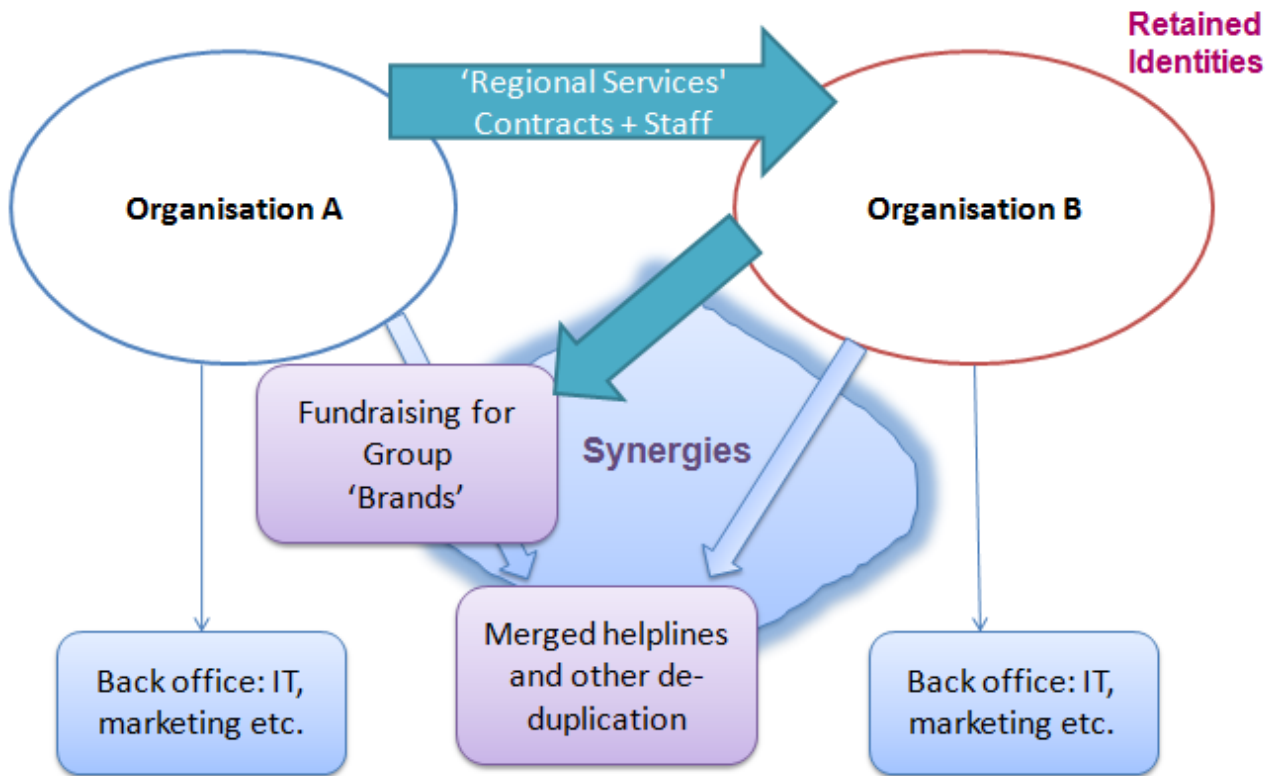 Retained
Identities
‘Regional Services'
Contracts + Staff
Organisation A
Organisation B
Fundraising for
Group
‘Brands’
Synergies
Merged helplines
and other de-
duplication
Back office: IT,
marketing etc.
Back office: IT,
marketing etc.